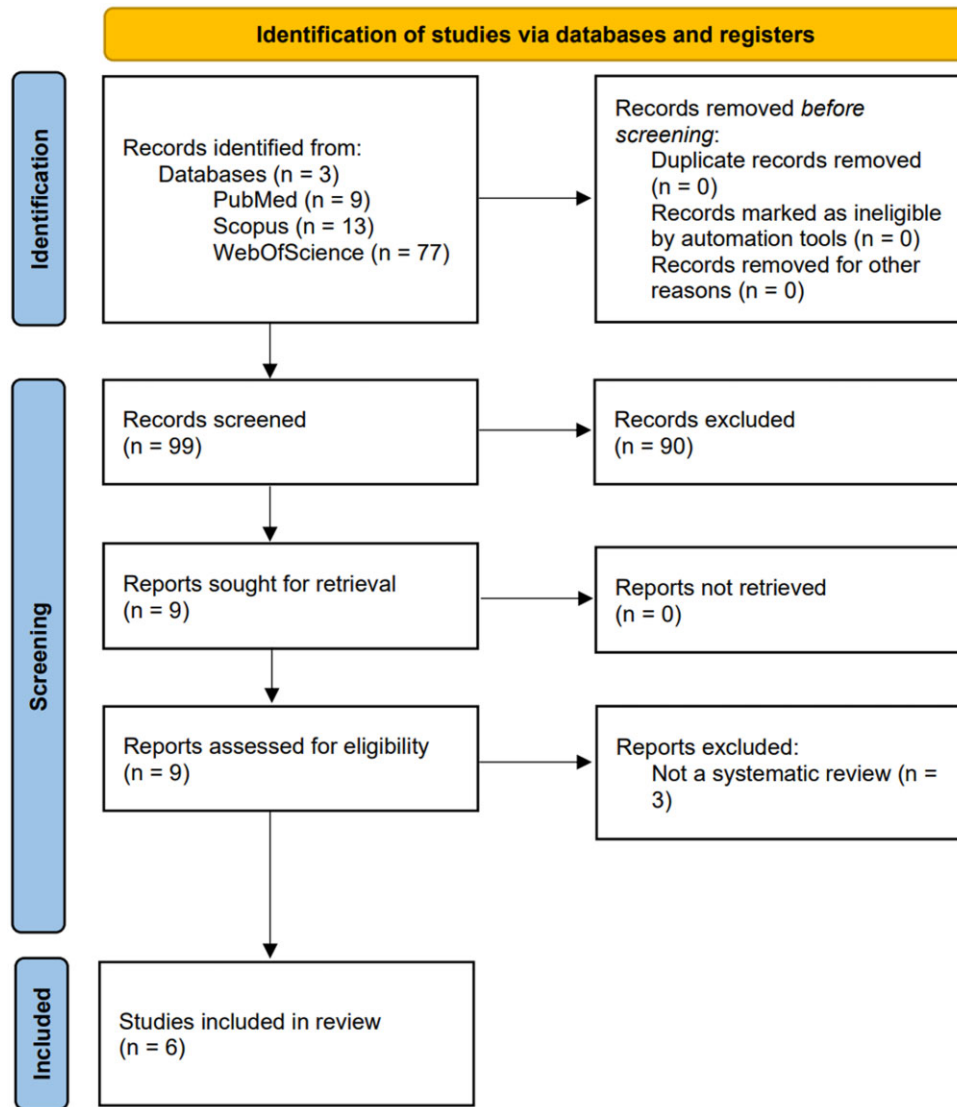 Identification of studies via databases and registers
Identification
Records identified from:
Databases (n = 3)
PubMed (n = 9)
Scopus (n = 13)
WebOfScience (n = 77)
Records removed before
screening:
Duplicate records removed
(n = 0)
Records marked as ineligible
by automation tools (n = 0)
Records removed for other
reasons (n = 0)
Screening
Records screened
(n = 99)
Records excluded
(n = 90)
Reports sought for retrieval
(n = 9)
Reports not retrieved
(n = 0)
Reports assessed for eligibility
(n = 9)
Reports excluded:
Not a systematic review (n =
3)
Included
Studies included in review
(n = 6)